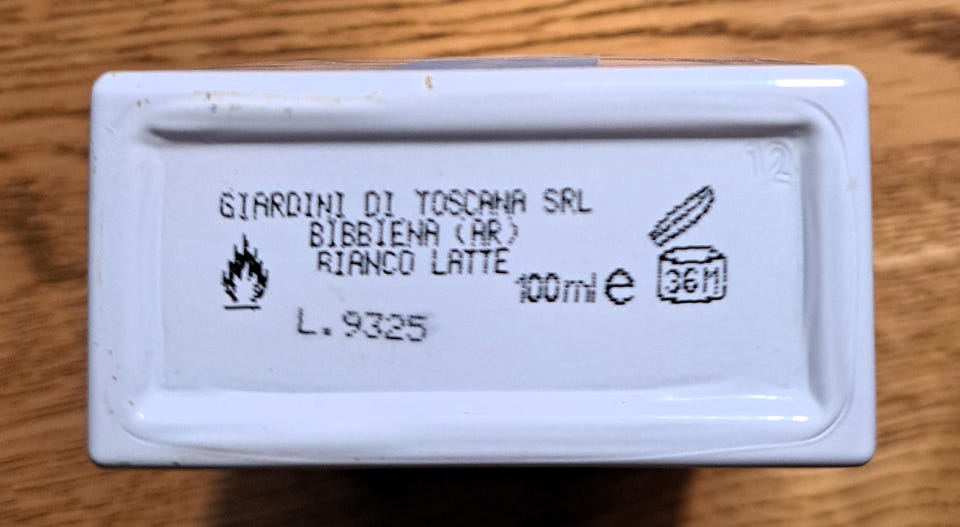 12
GIARDINI DI TOSCANA SRL
BIBBIENA (AR)
BIANCO LATTE
100ml e
36M
L.9325